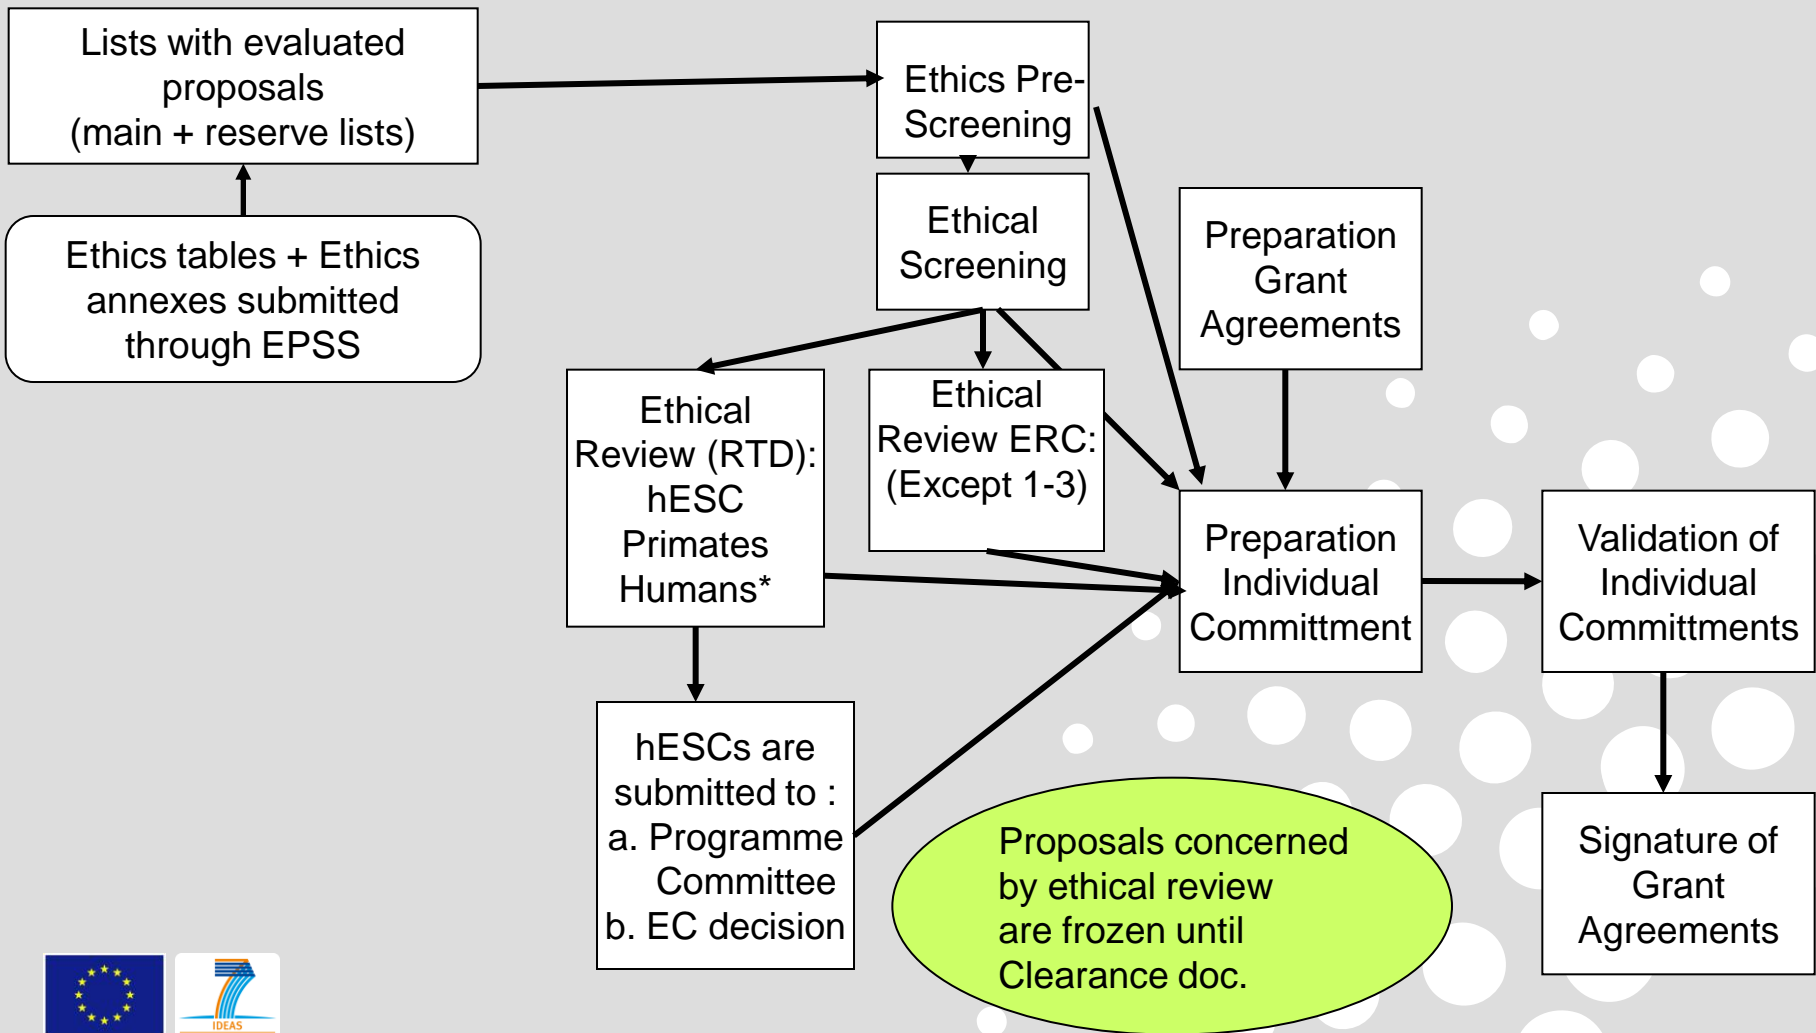 Lists with evaluated
proposals
(main + reserve lists)
Ethics tables + Ethics
annexes submitted
through EPSS
Ethics Pre-
Screening
Ethical
Screening
Preparation
Grant
Agreements
Ethical
Review (RTD):
hESC
Primates
Humans*
Ethical
Review ERC:
(Except 1-3)
Preparation
Individual
Committment
Validation of
Individual
Committments
hESCs are
submitted to :
a. Programme
Committee
b. EC decision
Proposals concerned
by ethical review
are frozen until
Clearance doc.
Signature of
Grant
Agreements
7
IDEAS